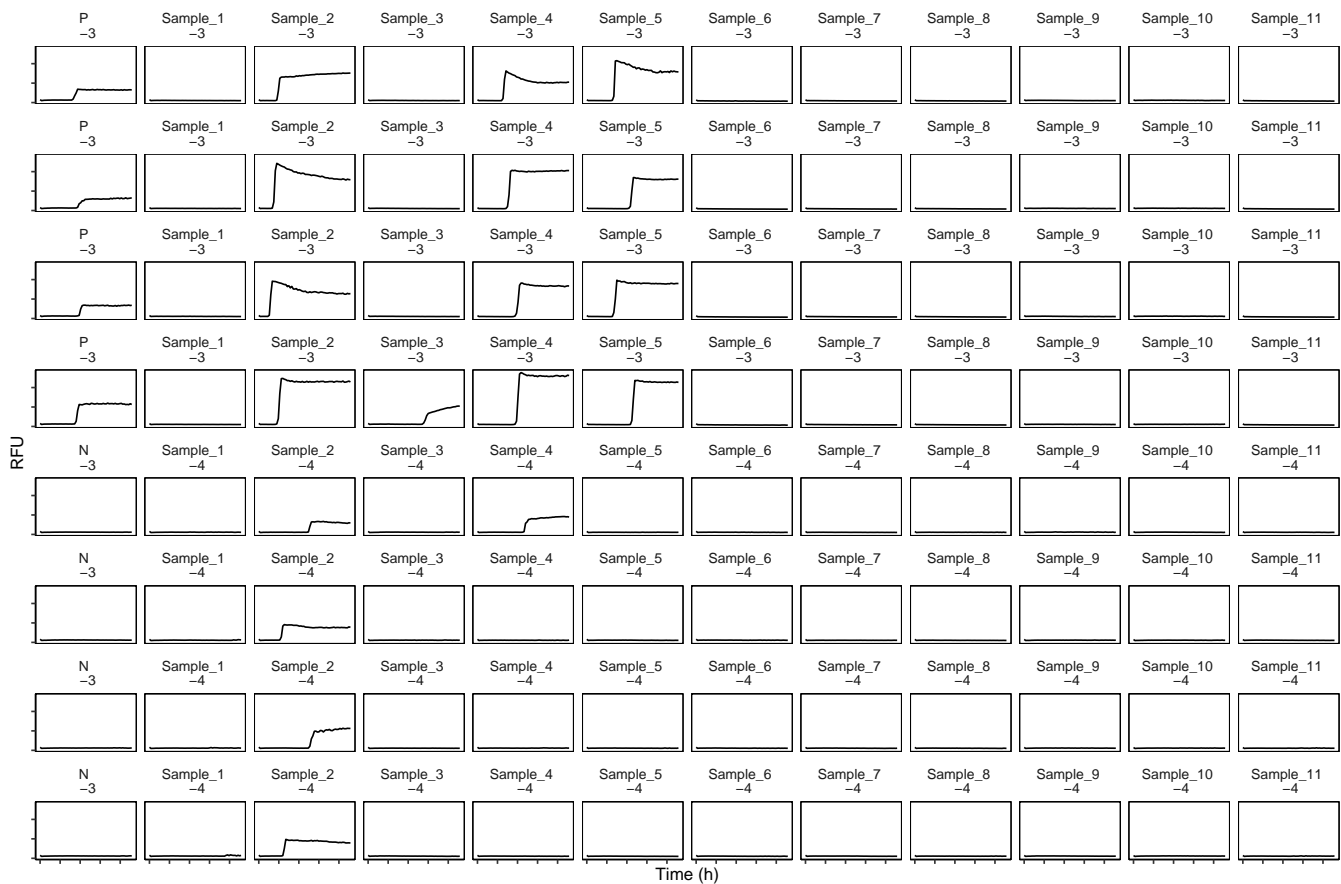 P Sample_1 Sample_2 Sample_3 Sample_4 Sample_5 Sample_6 Sample_7 Sample_8 Sample_9 Sample_10 Sample_11
−3 −3 −3 −3 −3 −3 −3 −3 −3 −3 −3 −3
P Sample_1 Sample_2 Sample_3 Sample_4 Sample_5 Sample_6 Sample_7 Sample_8 Sample_9 Sample_10 Sample_11
−3 −3 −3 −3 −3 −3 −3 −3 −3 −3 −3 −3
P Sample_1 Sample_2 Sample_3 Sample_4 Sample_5 Sample_6 Sample_7 Sample_8 Sample_9 Sample_10 Sample_11
−3 −3 −3 −3 −3 −3 −3 −3 −3 −3 −3 −3
P Sample_1 Sample_2 Sample_3 Sample_4 Sample_5 Sample_6 Sample_7 Sample_8 Sample_9 Sample_10 Sample_11
−3 −3 −3 −3 −3 −3 −3 −3 −3 −3 −3 −3
RFU
N Sample_1 Sample_2 Sample_3 Sample_4 Sample_5 Sample_6 Sample_7 Sample_8 Sample_9 Sample_10 Sample_11
−3 −4 −4 −4 −4 −4 −4 −4 −4 −4 −4 −4
N Sample_1 Sample_2 Sample_3 Sample_4 Sample_5 Sample_6 Sample_7 Sample_8 Sample_9 Sample_10 Sample_11
−3 −4 −4 −4 −4 −4 −4 −4 −4 −4 −4 −4
N Sample_1 Sample_2 Sample_3 Sample_4 Sample_5 Sample_6 Sample_7 Sample_8 Sample_9 Sample_10 Sample_11
−3 −4 −4 −4 −4 −4 −4 −4 −4 −4 −4 −4
N Sample_1 Sample_2 Sample_3 Sample_4 Sample_5 Sample_6 Sample_7 Sample_8 Sample_9 Sample_10 Sample_11
−3 −4 −4 −4 −4 −4 −4 −4 −4 −4 −4 −4
Time (h)